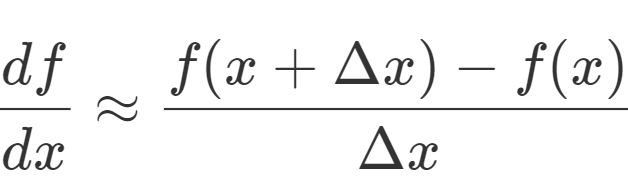 df/dx ≈ (f(x + Δx) − f(x))/Δx